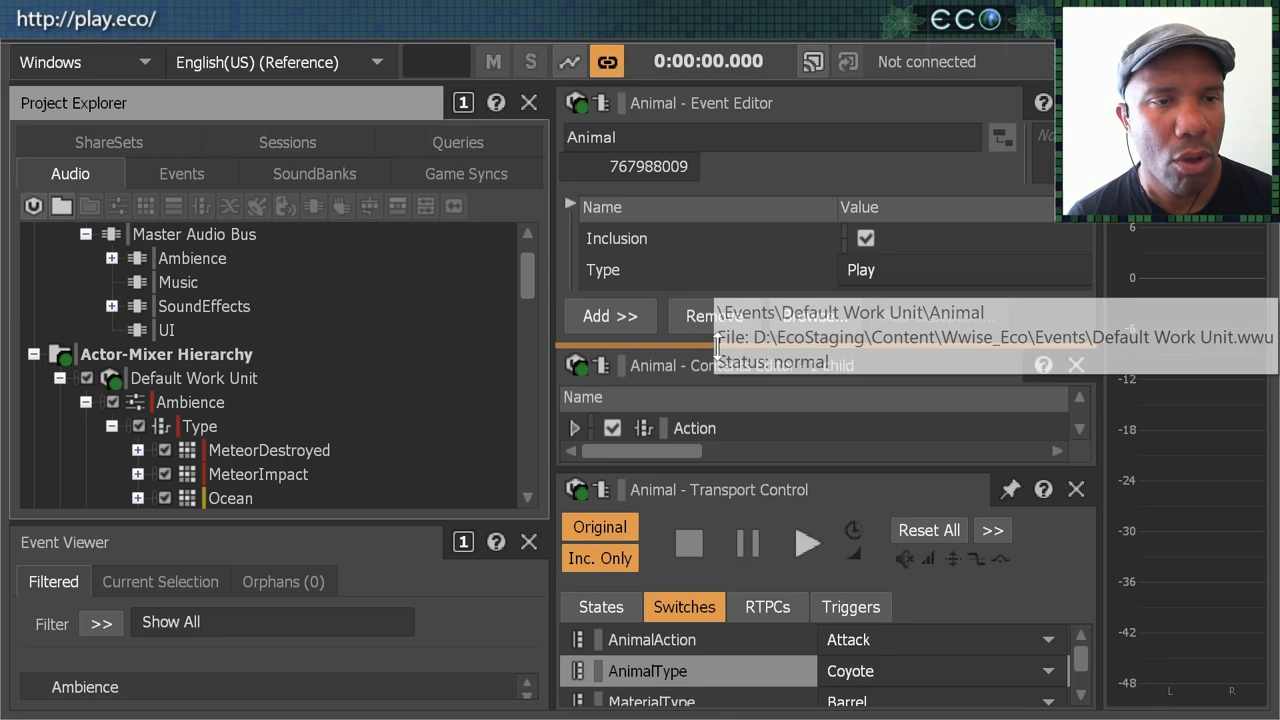 http://play.eco/
ECO
Windows
English(US) (Reference)
M
S
0:00:00.000
Not connected
Project Explorer
1
ShareSets
Sessions
Queries
Audio
Events
SoundBanks
Game Syncs
Master Audio Bus
Ambience
Music
SoundEffects
UI
Actor-Mixer Hierarchy
Default Work Unit
Ambience
Type
MeteorDestroyed
MeteorImpact
Ocean
Event Viewer
1
Filtered
Current Selection
Orphans (0)
Filter
>>
Show All
Ambience
Animal - Event Editor
Animal
767988009
Name
Value
Inclusion
Type
Play
Add >>
\Events\Default Work Unit\Animal
File: D:\EcoStaging\Content\Wwise_Eco\Events\Default Work Unit.wwu
Status: normal
Name
Action
Animal - Transport Control
Original
Inc. Only
Reset All
>>
States
Switches
RTPCs
Triggers
AnimalAction
Attack
AnimalType
Coyote
MaterialType
Barrel
6
0
-6
-12
-18
-24
-30
-36
-42
-48
L
R